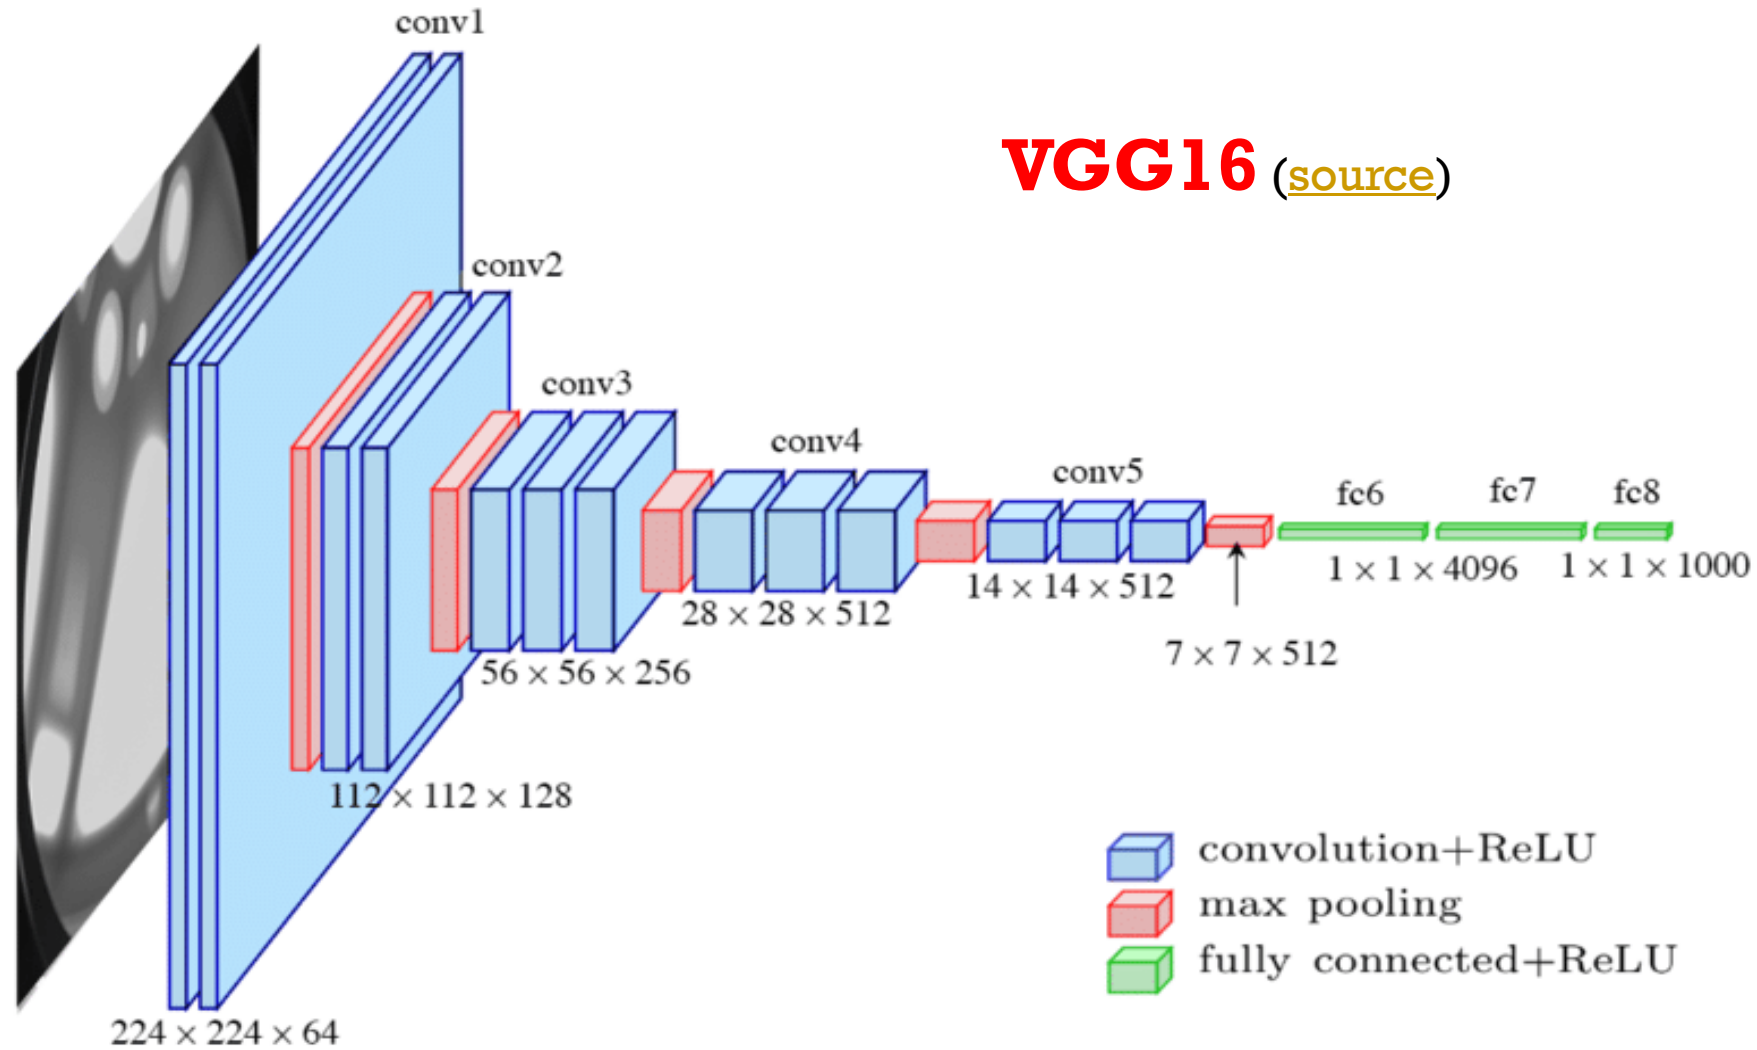 conv1
VGG16 (source)
conv2
conv3
conv4
conv5
fc6
fc7
fc8
1 × 1 × 4096
1 × 1 × 1000
14 × 14 × 512
28 × 28 × 512
7 × 7 × 512
56 × 56 × 256
112 × 112 × 128
convolution+ReLU
max pooling
fully connected+ReLU
224 × 224 × 64